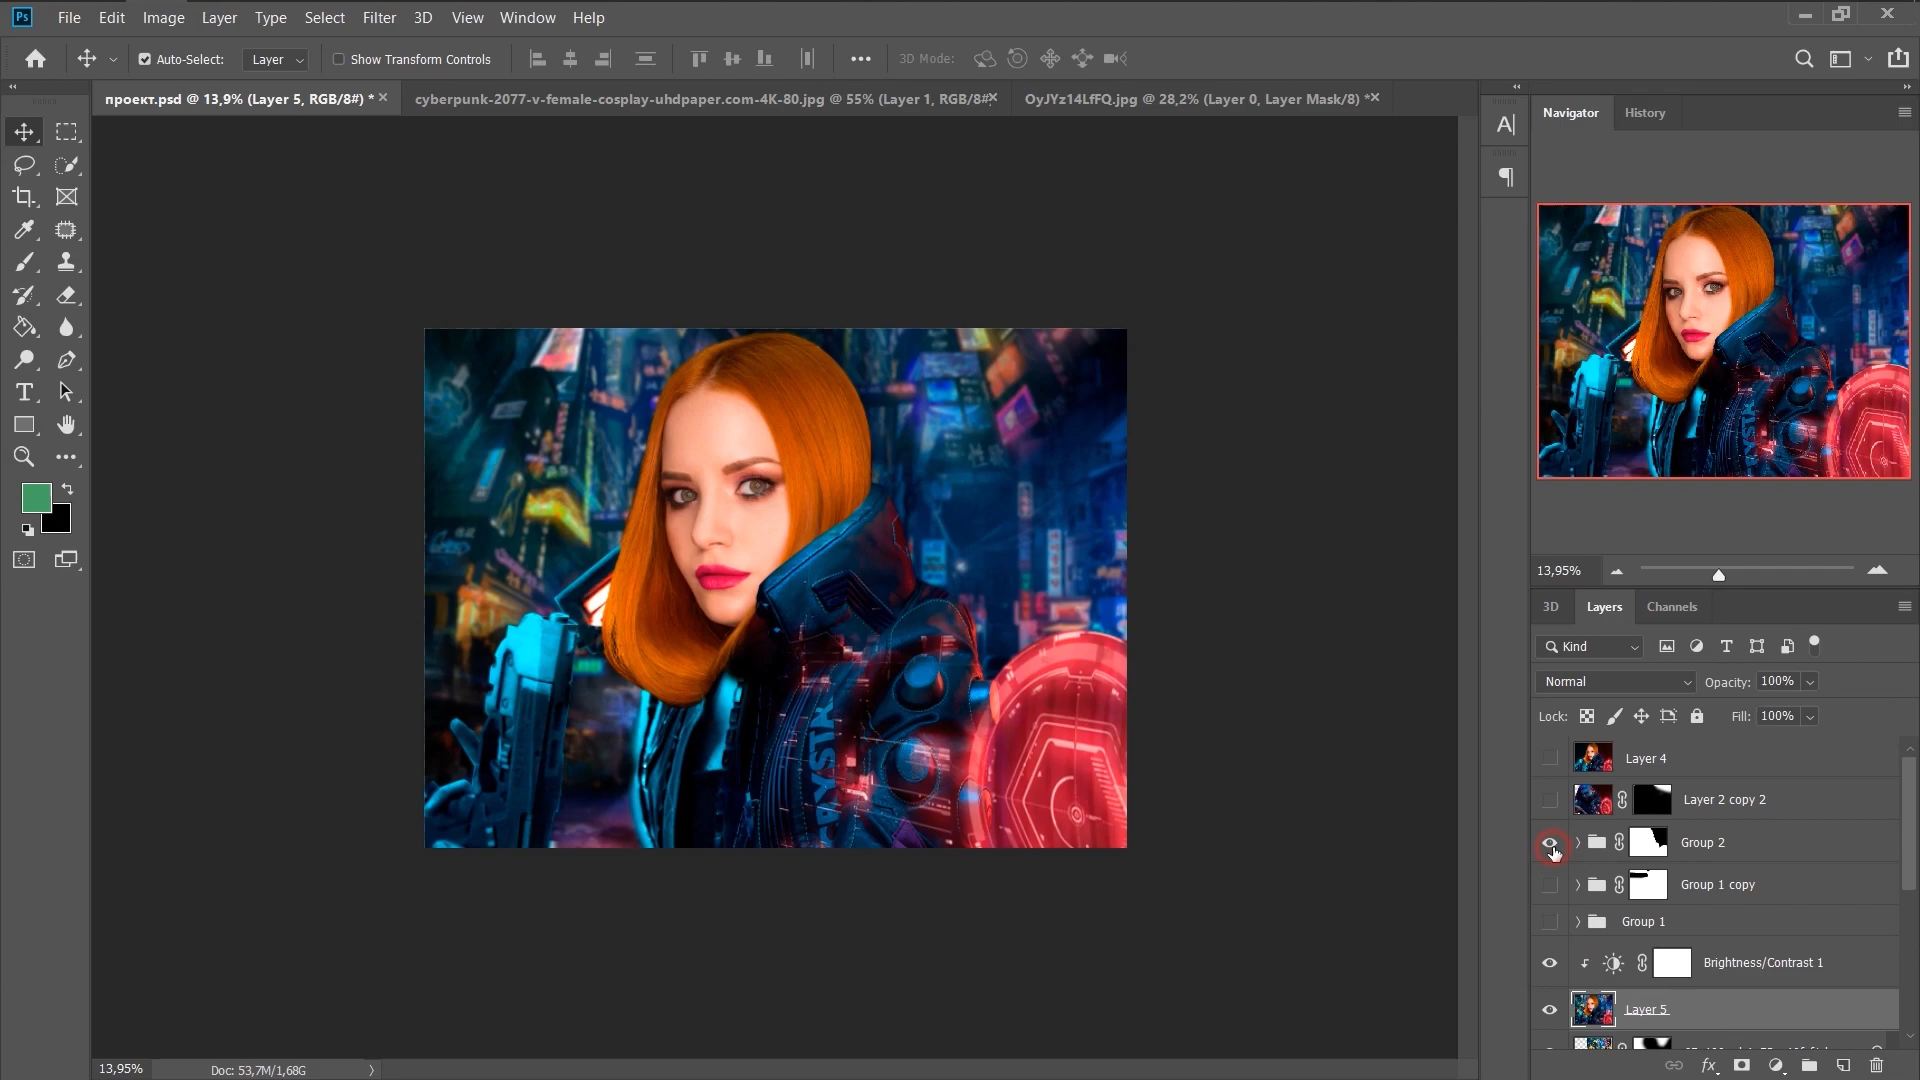 Ps File Edit Image Layer Type Select Filter 3D View Window Help
Auto-Select: Layer Show Transform Controls 3D Mode:
проект.psd @ 13,9% (Layer 5, RGB/8#) * cyberpunk-2077-v-female-cosplay-uhdpaper.com-4K-80.jpg @ 55% (Layer 1, RGB/8#) OyJYz14LfFQ.jpg @ 28,2% (Layer 0, Layer Mask/8) *
Navigator History
13,95%
3D Layers Channels
Kind
Normal Opacity: 100%
Lock: Fill: 100%
Layer 4
Layer 2 copy 2
Group 2
Group 1 copy
Group 1
Brightness/Contrast 1
Layer 5
13,95% Doc: 53,7M/1,68G